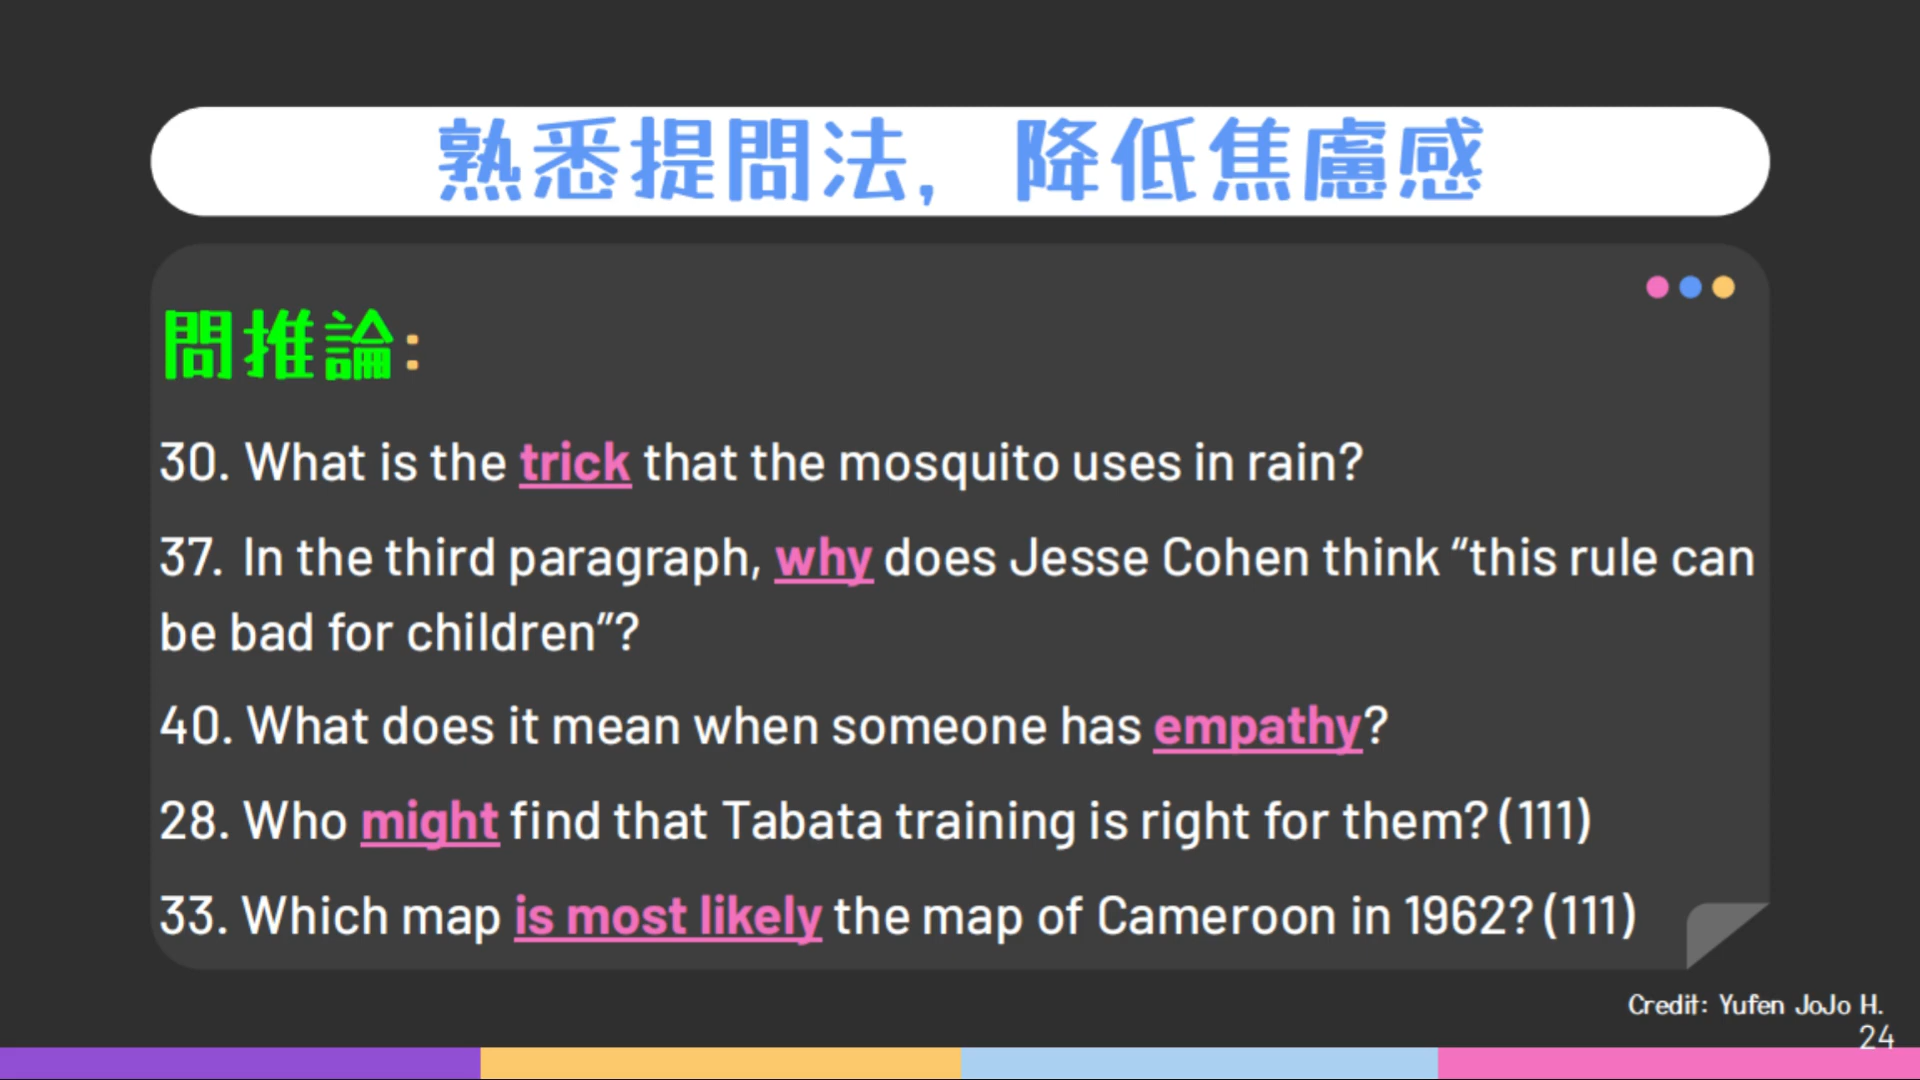 熟悉提問法，降低焦慮感
問推論:
30. What is the trick that the mosquito uses in rain?
37. In the third paragraph, why does Jesse Cohen think “this rule can
be bad for children”?
40. What does it mean when someone has empathy?
28. Who might find that Tabata training is right for them? (111)
33. Which map is most likely the map of Cameroon in 1962? (111)
Credit: Yufen JoJo H.
24